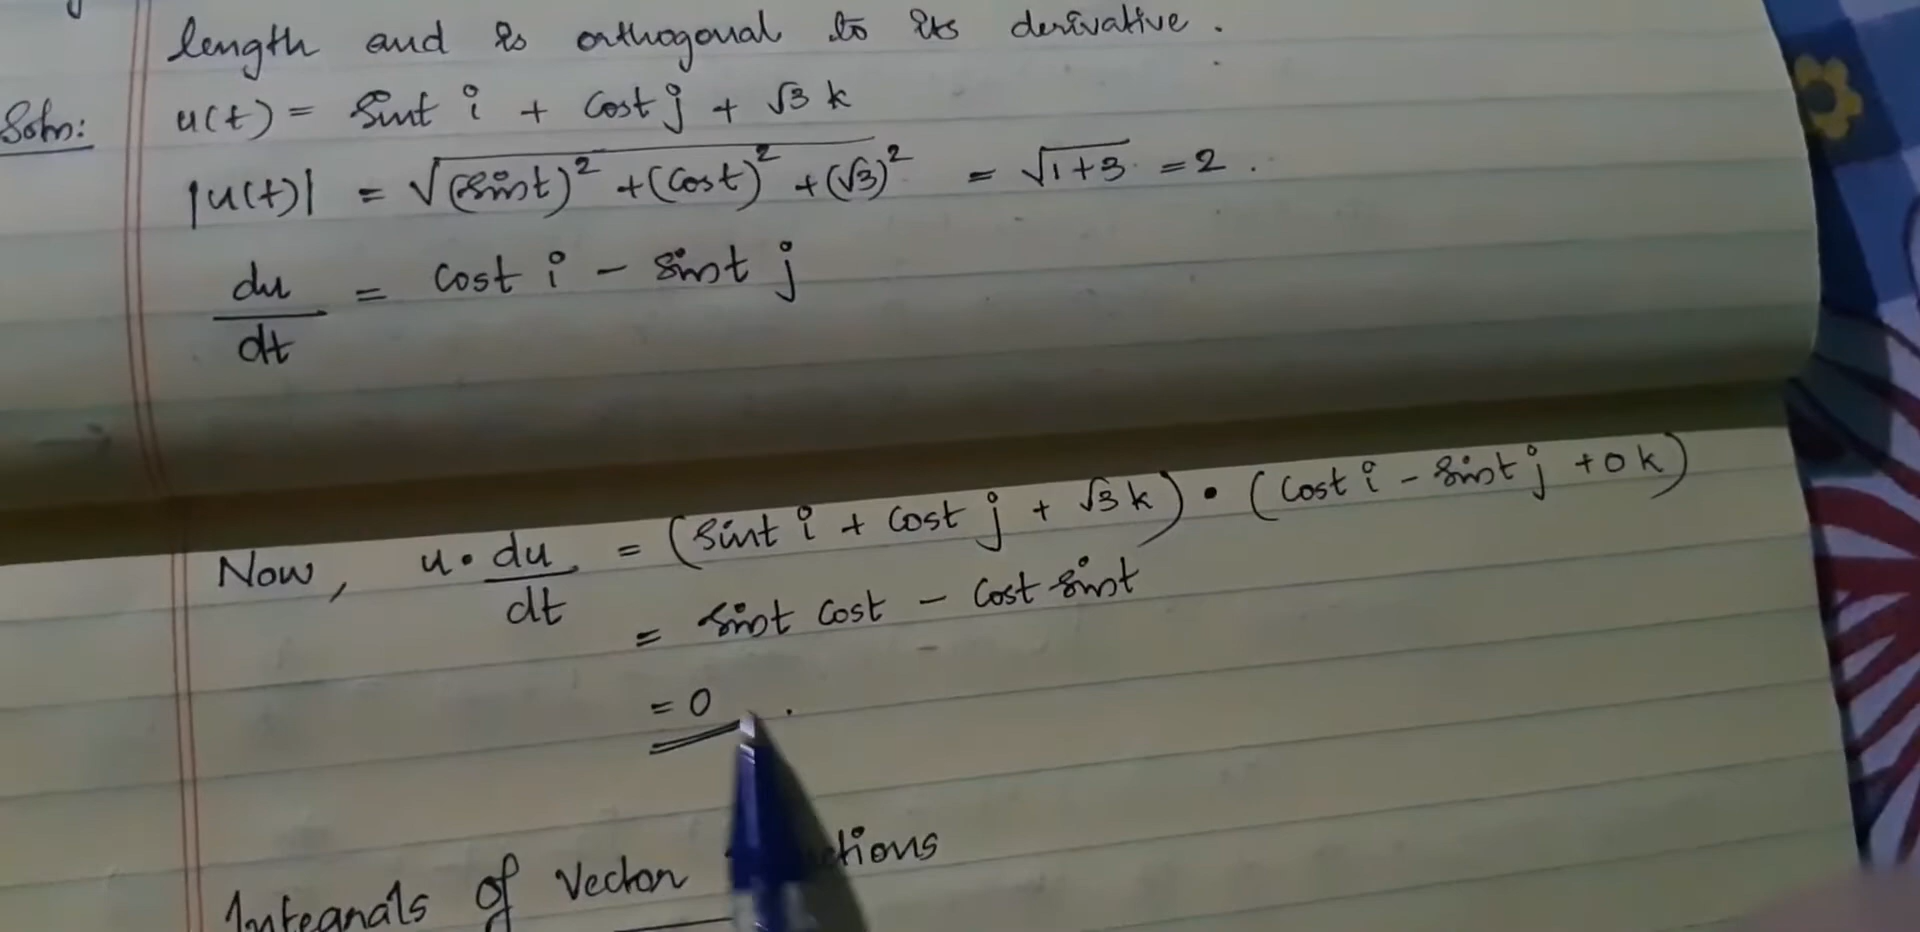 length and is orthogonal to its derivative.
Soln: u(t) = sint i + cost j + √3 k
|u(t)| = √(sint)² + (cost)² + (√3)² = √1+3 = 2.
du/dt = cost i - sint j
Now, u • du/dt = (sint i + cost j + √3 k) • (cost i - sint j + 0 k)
= sint cost - cost sint
= 0.
Integrals of Vector